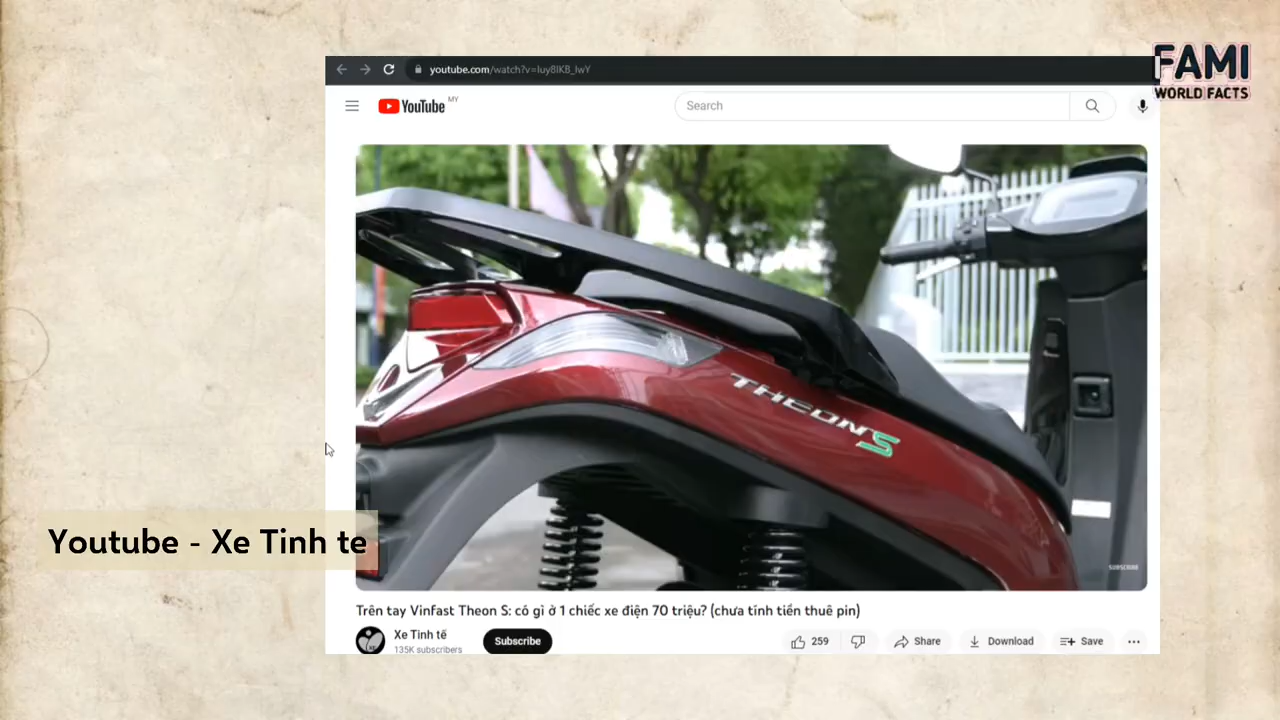 FAMI
WORLD FACTS
youtube.com/watch?v=luy8lKB_lwY
YouTube MY
Search
THEON S
SUBSCRIBE
Youtube - Xe Tinh te
Trên tay Vinfast Theon S: có gì ở 1 chiếc xe điện 70 triệu? (chưa tính tiền thuê pin)
Xe Tinh tế
135K subscribers
Subscribe
259
Share
Download
Save